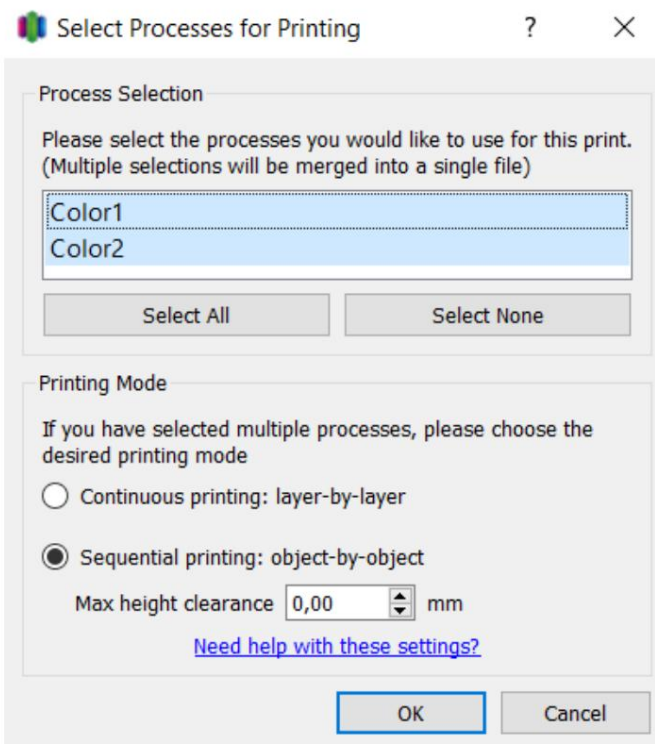 Select Processes for Printing
?
Process Selection
Please select the processes you would like to use for this print.
(Multiple selections will be merged into a single file)
Color1
Color2
Select All Select None
Printing Mode
If you have selected multiple processes, please choose the
desired printing mode
Continuous printing: layer-by-layer
Sequential printing: object-by-object
Max height clearance 0,00 mm
Need help with these settings?
OK Cancel